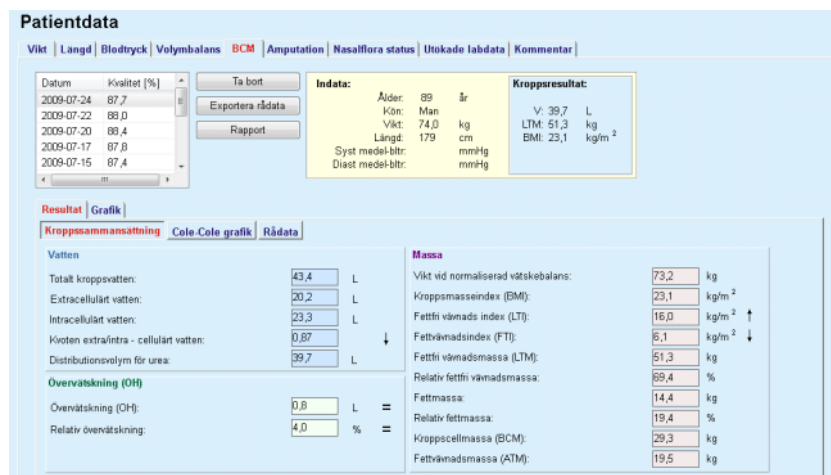 Patientdata
Vikt Längd Blodtryck Volymbalans BCM Amputation Nasalflora status Utökade labdata Kommentar
Datum Kvalitet [%]
2009-07-24 87,7
2009-07-22 88,0
2009-07-20 88,4
2009-07-17 87,8
2009-07-15 87,4
Ta bort
Exportera rådata
Rapport
Indata:
Ålder: 89 år
Kön: Man
Vikt: 74,0 kg
Längd: 179 cm
Syst medel-bltr: mmHg
Diast medel-bltr: mmHg
Kroppsresultat:
V: 39,7 L
LTM: 51,3 kg
BMI: 23,1 kg/m 2
Resultat Grafik
Kroppssammansättning Cole-Cole grafik Rådata
Vatten
Totalt kroppsvatten: 43,4 L
Extracellulärt vatten: 20,2 L
Intracellulärt vatten: 23,3 L
Kvoten extra/intra - cellulärt vatten: 0,87 ↓
Distributionsvolym för urea: 39,7 L
Övervätskning (OH)
Övervätskning (OH): 0,8 L =
Relativ övervätskning: 4,0 % =
Massa
Vikt vid normaliserad vätskebalans: 73,2 kg
Kroppsmasseindex (BMI): 23,1 kg/m 2
Fettfri vävnads index (LTI): 16,0 kg/m 2 ↑
Fettvävnadsindex (FTI): 6,1 kg/m 2 ↓
Fettfri vävnadsmassa (LTM): 51,3 kg
Relativ fettfri vävnadsmassa: 69,4 %
Fettmassa: 14,4 kg
Relativ fettmassa: 19,4 %
Kroppscellmassa (BCM): 29,3 kg
Fettvävnadsmassa (ATM): 19,5 kg